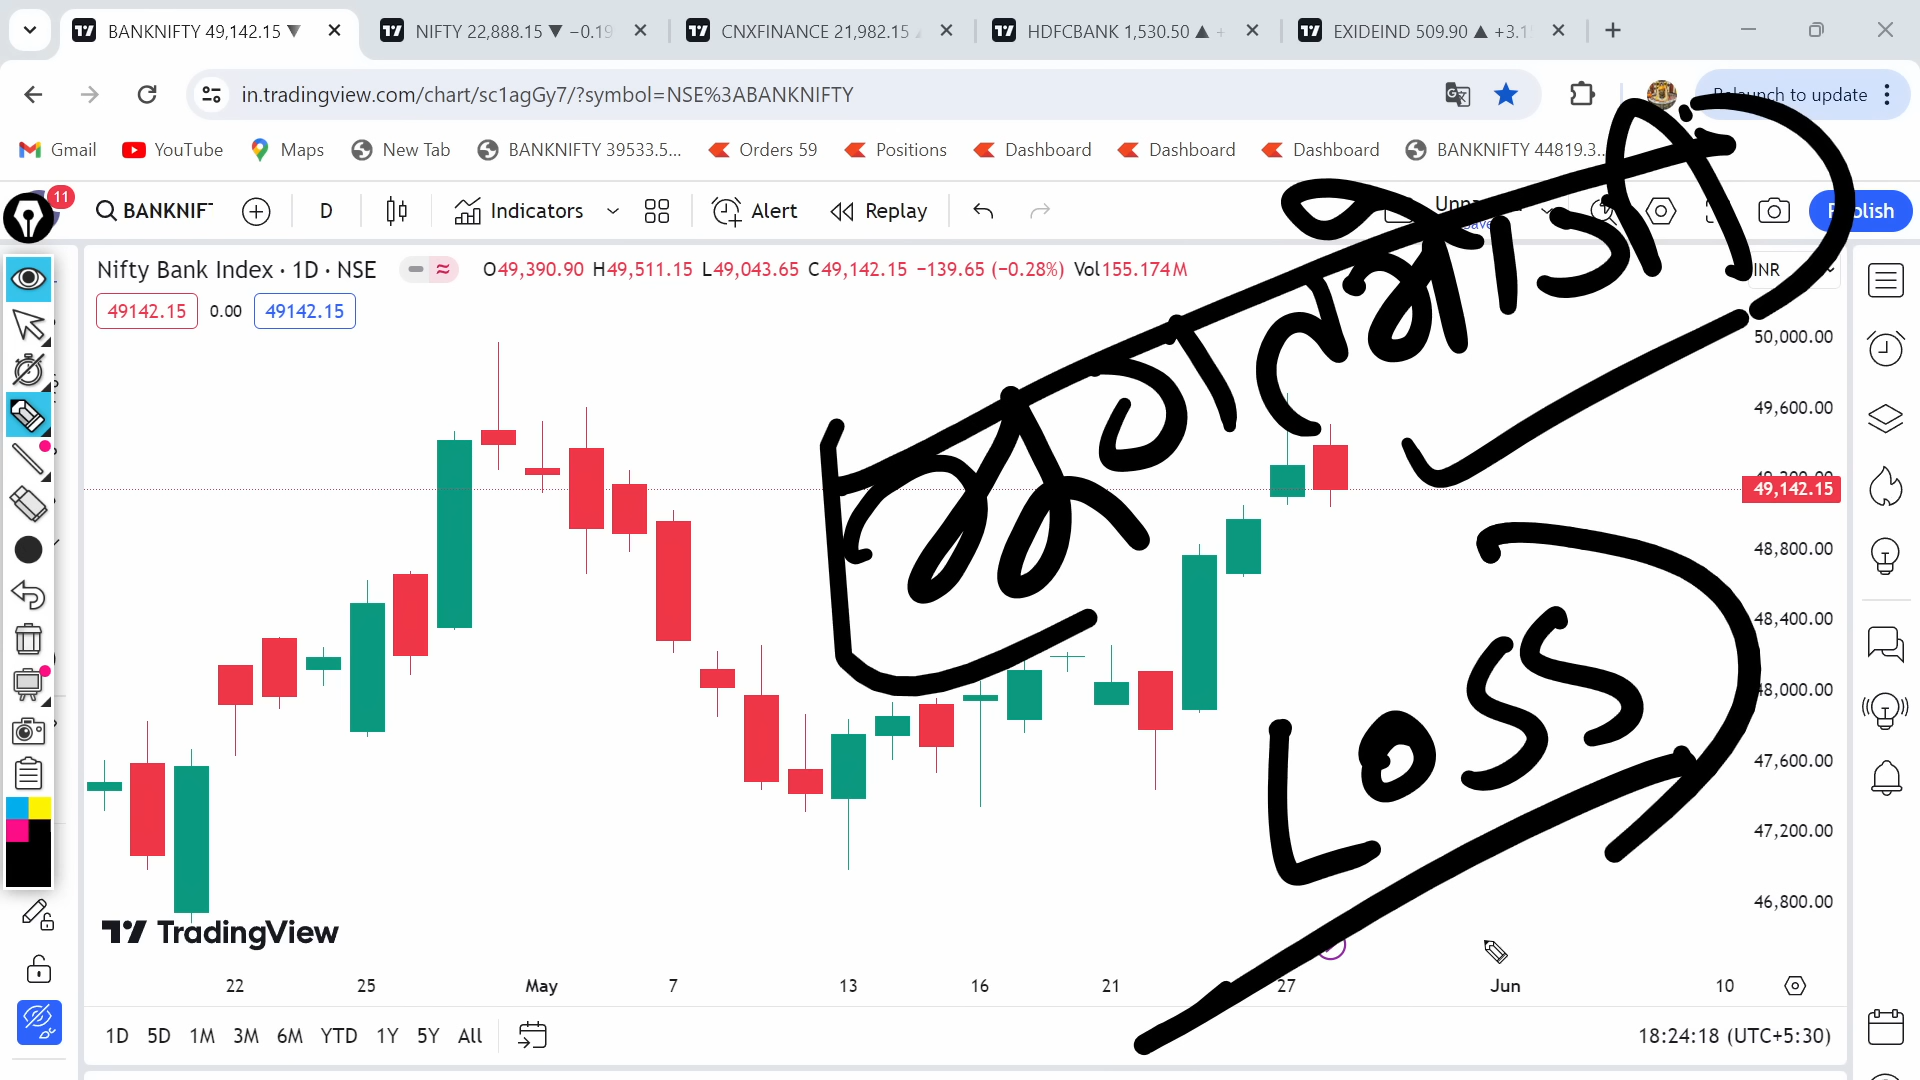 BANKNIFTY 49,142.15 ▼
NIFTY 22,888.15 ▼ −0.19
CNXFINANCE 21,982.15
HDFCBANK 1,530.50 ▲ +
EXIDEIND 509.90 ▲ +3.1
in.tradingview.com/chart/sc1agGy7/?symbol=NSE%3ABANKNIFTY
Relaunch to update
Gmail YouTube Maps New Tab BANKNIFTY 39533.5... Orders 59 Positions Dashboard Dashboard Dashboard BANKNIFTY 44819.3...
11 BANKNIF D Indicators Alert Replay
Nifty Bank Index · 1D · NSE O49,390.90 H49,511.15 L49,043.65 C49,142.15 −139.65 (−0.28%) Vol155.174M INR
49142.15 0.00 49142.15
50,000.00
49,600.00
49,142.15
48,800.00
48,400.00
48,000.00
47,600.00
47,200.00
46,800.00
LOSS
TradingView
22 25 May 7 13 16 21 27 Jun 10
1D 5D 1M 3M 6M YTD 1Y 5Y All 18:24:18 (UTC+5:30)